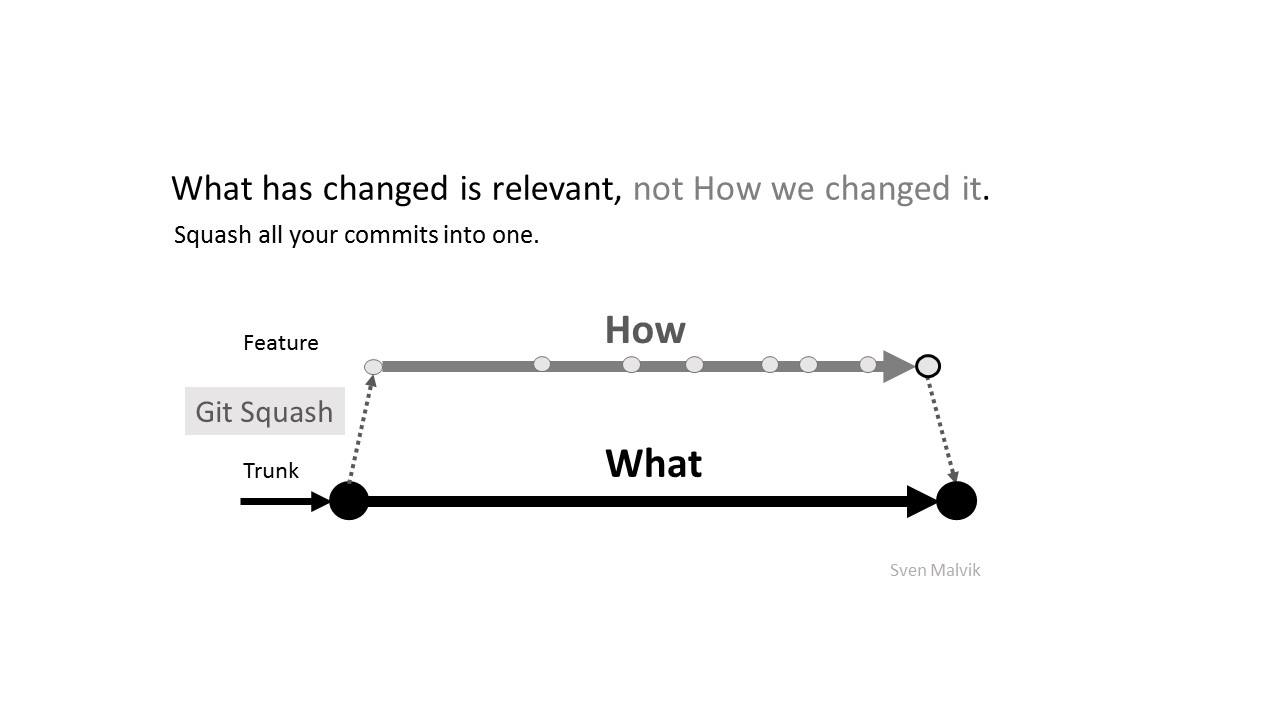 What has changed is relevant, not How we changed it.
Squash all your commits into one.
How
Feature
Git Squash
What
Trunk
Sven Malvik